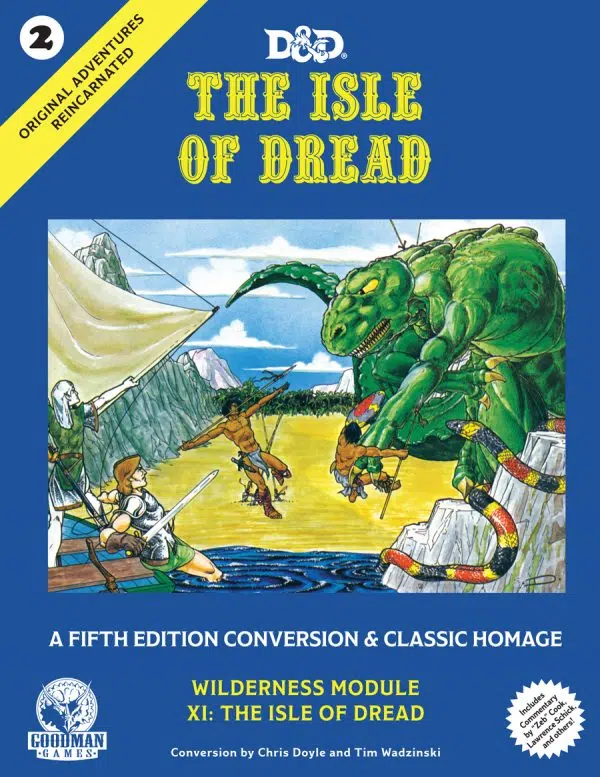 2
ORIGINAL ADVENTURES
REINCARNATED
D&D®
THE ISLE
OF DREAD
A FIFTH EDITION CONVERSION & CLASSIC HOMAGE
WILDERNESS MODULE
XI: THE ISLE OF DREAD
GOODMAN
GAMES
Conversion by Chris Doyle and Tim Wadzinski
Includes
Commentary
by "Zeb" Cook,
Lawrence Schick,
and others!